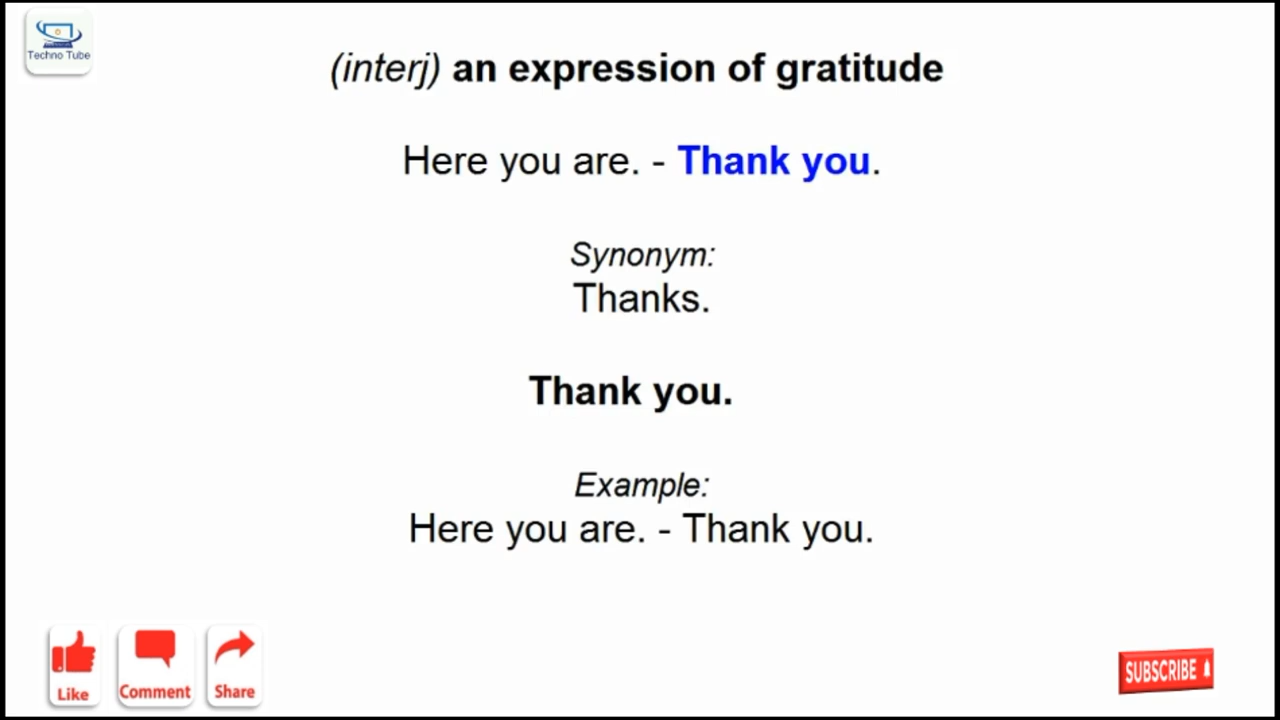 Techno Tube
(interj) an expression of gratitude
Here you are. - Thank you.
Synonym:
Thanks.
Thank you.
Example:
Here you are. - Thank you.
Like
Comment
Share
SUBSCRIBE